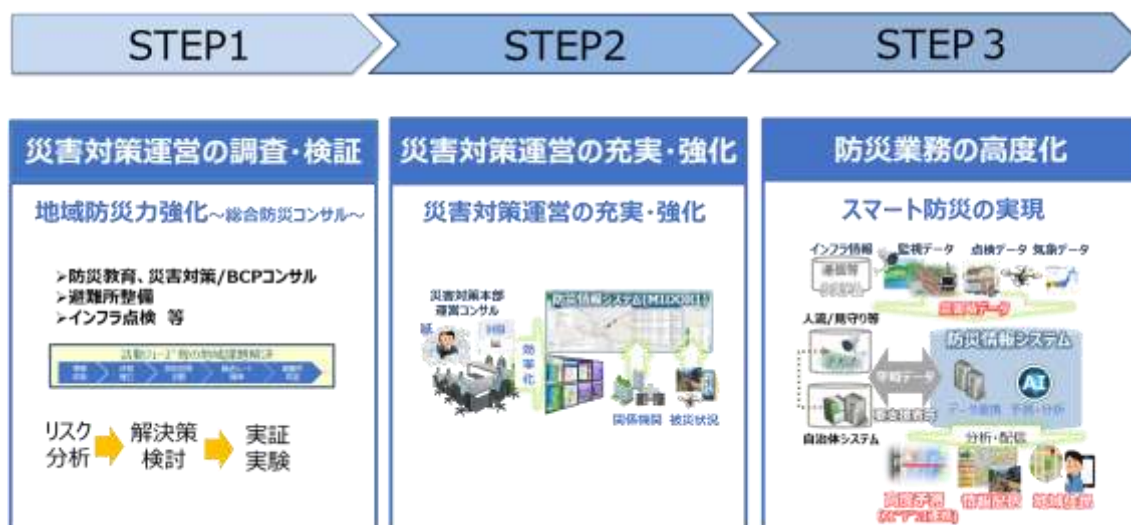 STEP1
STEP2
STEP3
災害対策運営の調査・検証
地域防災力強化～総合防災コンサル～
➢防災教育、災害対策/BCPコンサル
➢避難所整備
➢インフラ点検 等
リスク
分析
解決策
検討
実証
実験
災害対策運営の充実・強化
災害対策運営の充実・強化
災害対策本部
運営コンサル
防災情報システム(MIDORI)
効率化
関係機関
被災状況
防災業務の高度化
スマート防災の実現
インフラ情報
監視データ
点検データ
気象データ
人流/見守り等
防災情報システム
AI
自治体システム
分析・配信
情報配信